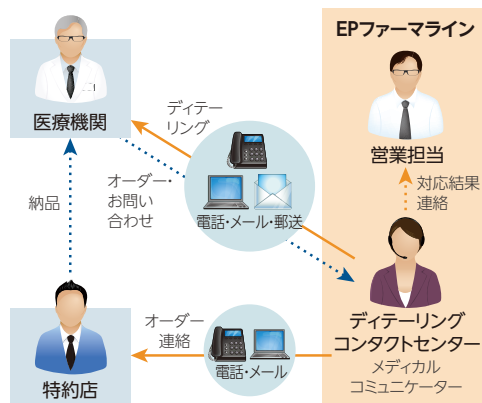 EPファーマライン
医療機関
営業担当
ディテー
リング
オーダー・
お問い
合わせ
納品
電話・メール・郵送
対応結果
連絡
ディテーリング
コンタクトセンター
メディカル
コミュニケーター
オーダー
連絡
電話・メール
特約店